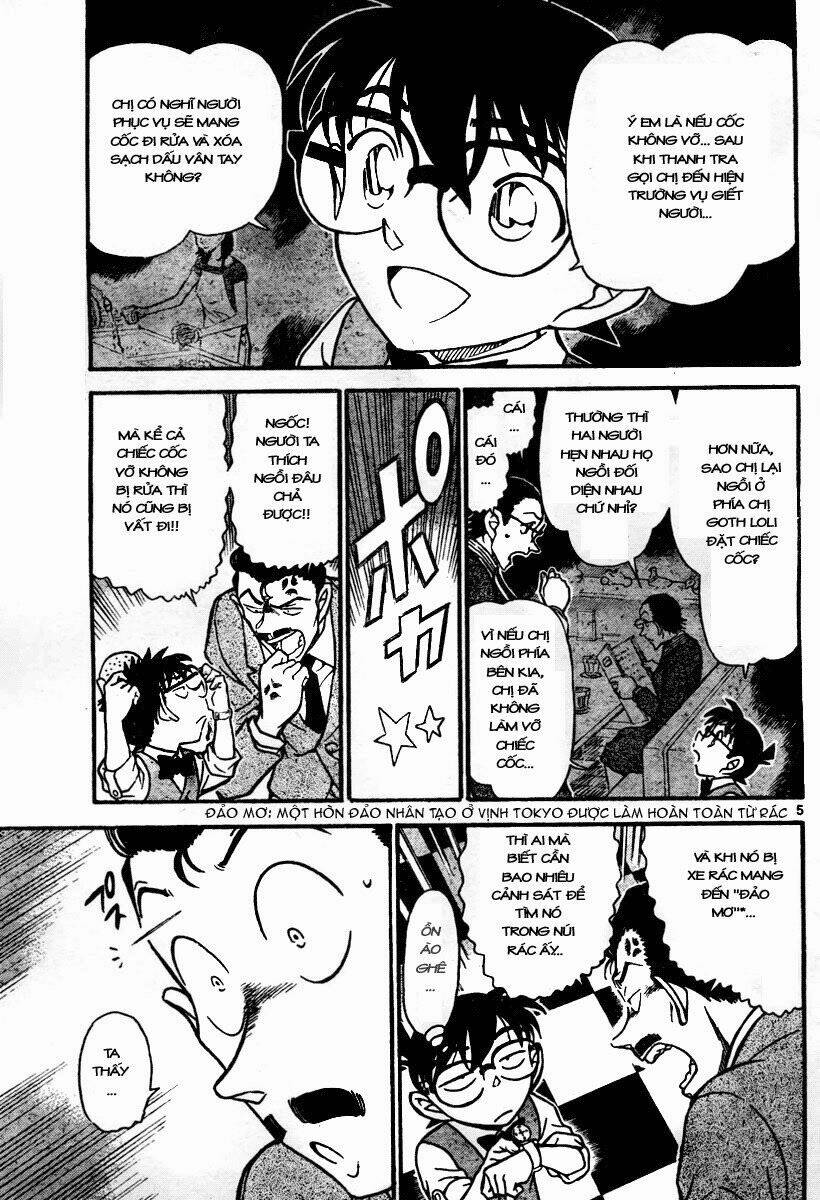 Ý EM LÀ NẾU CỐC
KHÔNG VỠ... SAU
KHI THANH TRA
GỌI CHỊ ĐẾN HIỆN
TRƯỜNG VỤ GIẾT
NGƯỜI...
CHỊ CÓ NGHĨ NGƯỜI
PHỤC VỤ SẼ MANG
CỐC ĐI RỬA VÀ XÓA
SẠCH DẤU VÂN TAY
KHÔNG?
HƠN NỮA,
SAO CHỊ LẠI
NGỒI Ở
PHÍA CHỊ
GOTH LOLI
ĐẶT CHIẾC
CỐC?
THƯỜNG THÌ
HAI NGƯỜI
HẸN NHAU HỌ
NGỒI ĐỐI
DIỆN NHAU
CHỨ NHỈ?
CÁI
...
CÁI
ĐÓ ...
VÌ NẾU CHỊ
NGỒI PHÍA
BÊN KIA,
CHỊ ĐÃ
KHÔNG
LÀM VỠ
CHIẾC
CỐC...
ポカ
NGỐC!
NGƯỜI TA
THÍCH
NGỒI ĐÂU
CHẢ
ĐƯỢC!!
MÀ KỂ CẢ
CHIẾC CỐC
VỠ KHÔNG
BỊ RỬA THÌ
NÓ CŨNG BỊ
VẤT ĐI!!
ĐẢO MƠ: MỘT HÒN ĐẢO NHÂN TẠO Ở VỊNH TOKYO ĐƯỢC LÀM HOÀN TOÀN TỪ RÁC 5
VÀ KHI NÓ BỊ
XE RÁC MANG
ĐẾN "ĐẢO
MƠ"*...
THÌ AI MÀ
BIẾT CẦN
BAO NHIÊU
CẢNH SÁT ĐỂ
TÌM NÓ
TRONG NÚI
RÁC ẤY...
ỒN
ÀO
GHÊ
...
TA
THẤY
...